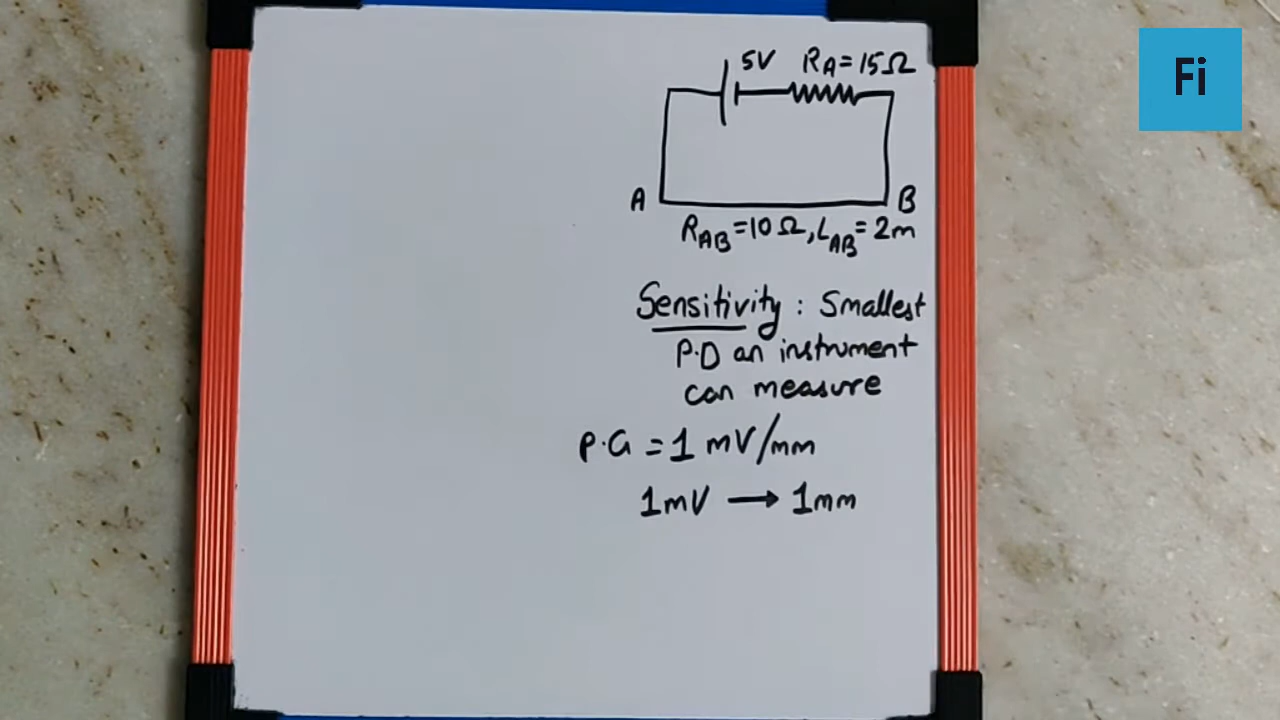 Fi
5V RA=15Ω
A B
RAB=10Ω, LAB=2m
Sensitivity: Smallest
P.D an instrument
can measure
P.G = 1 mV/mm
1mV → 1mm